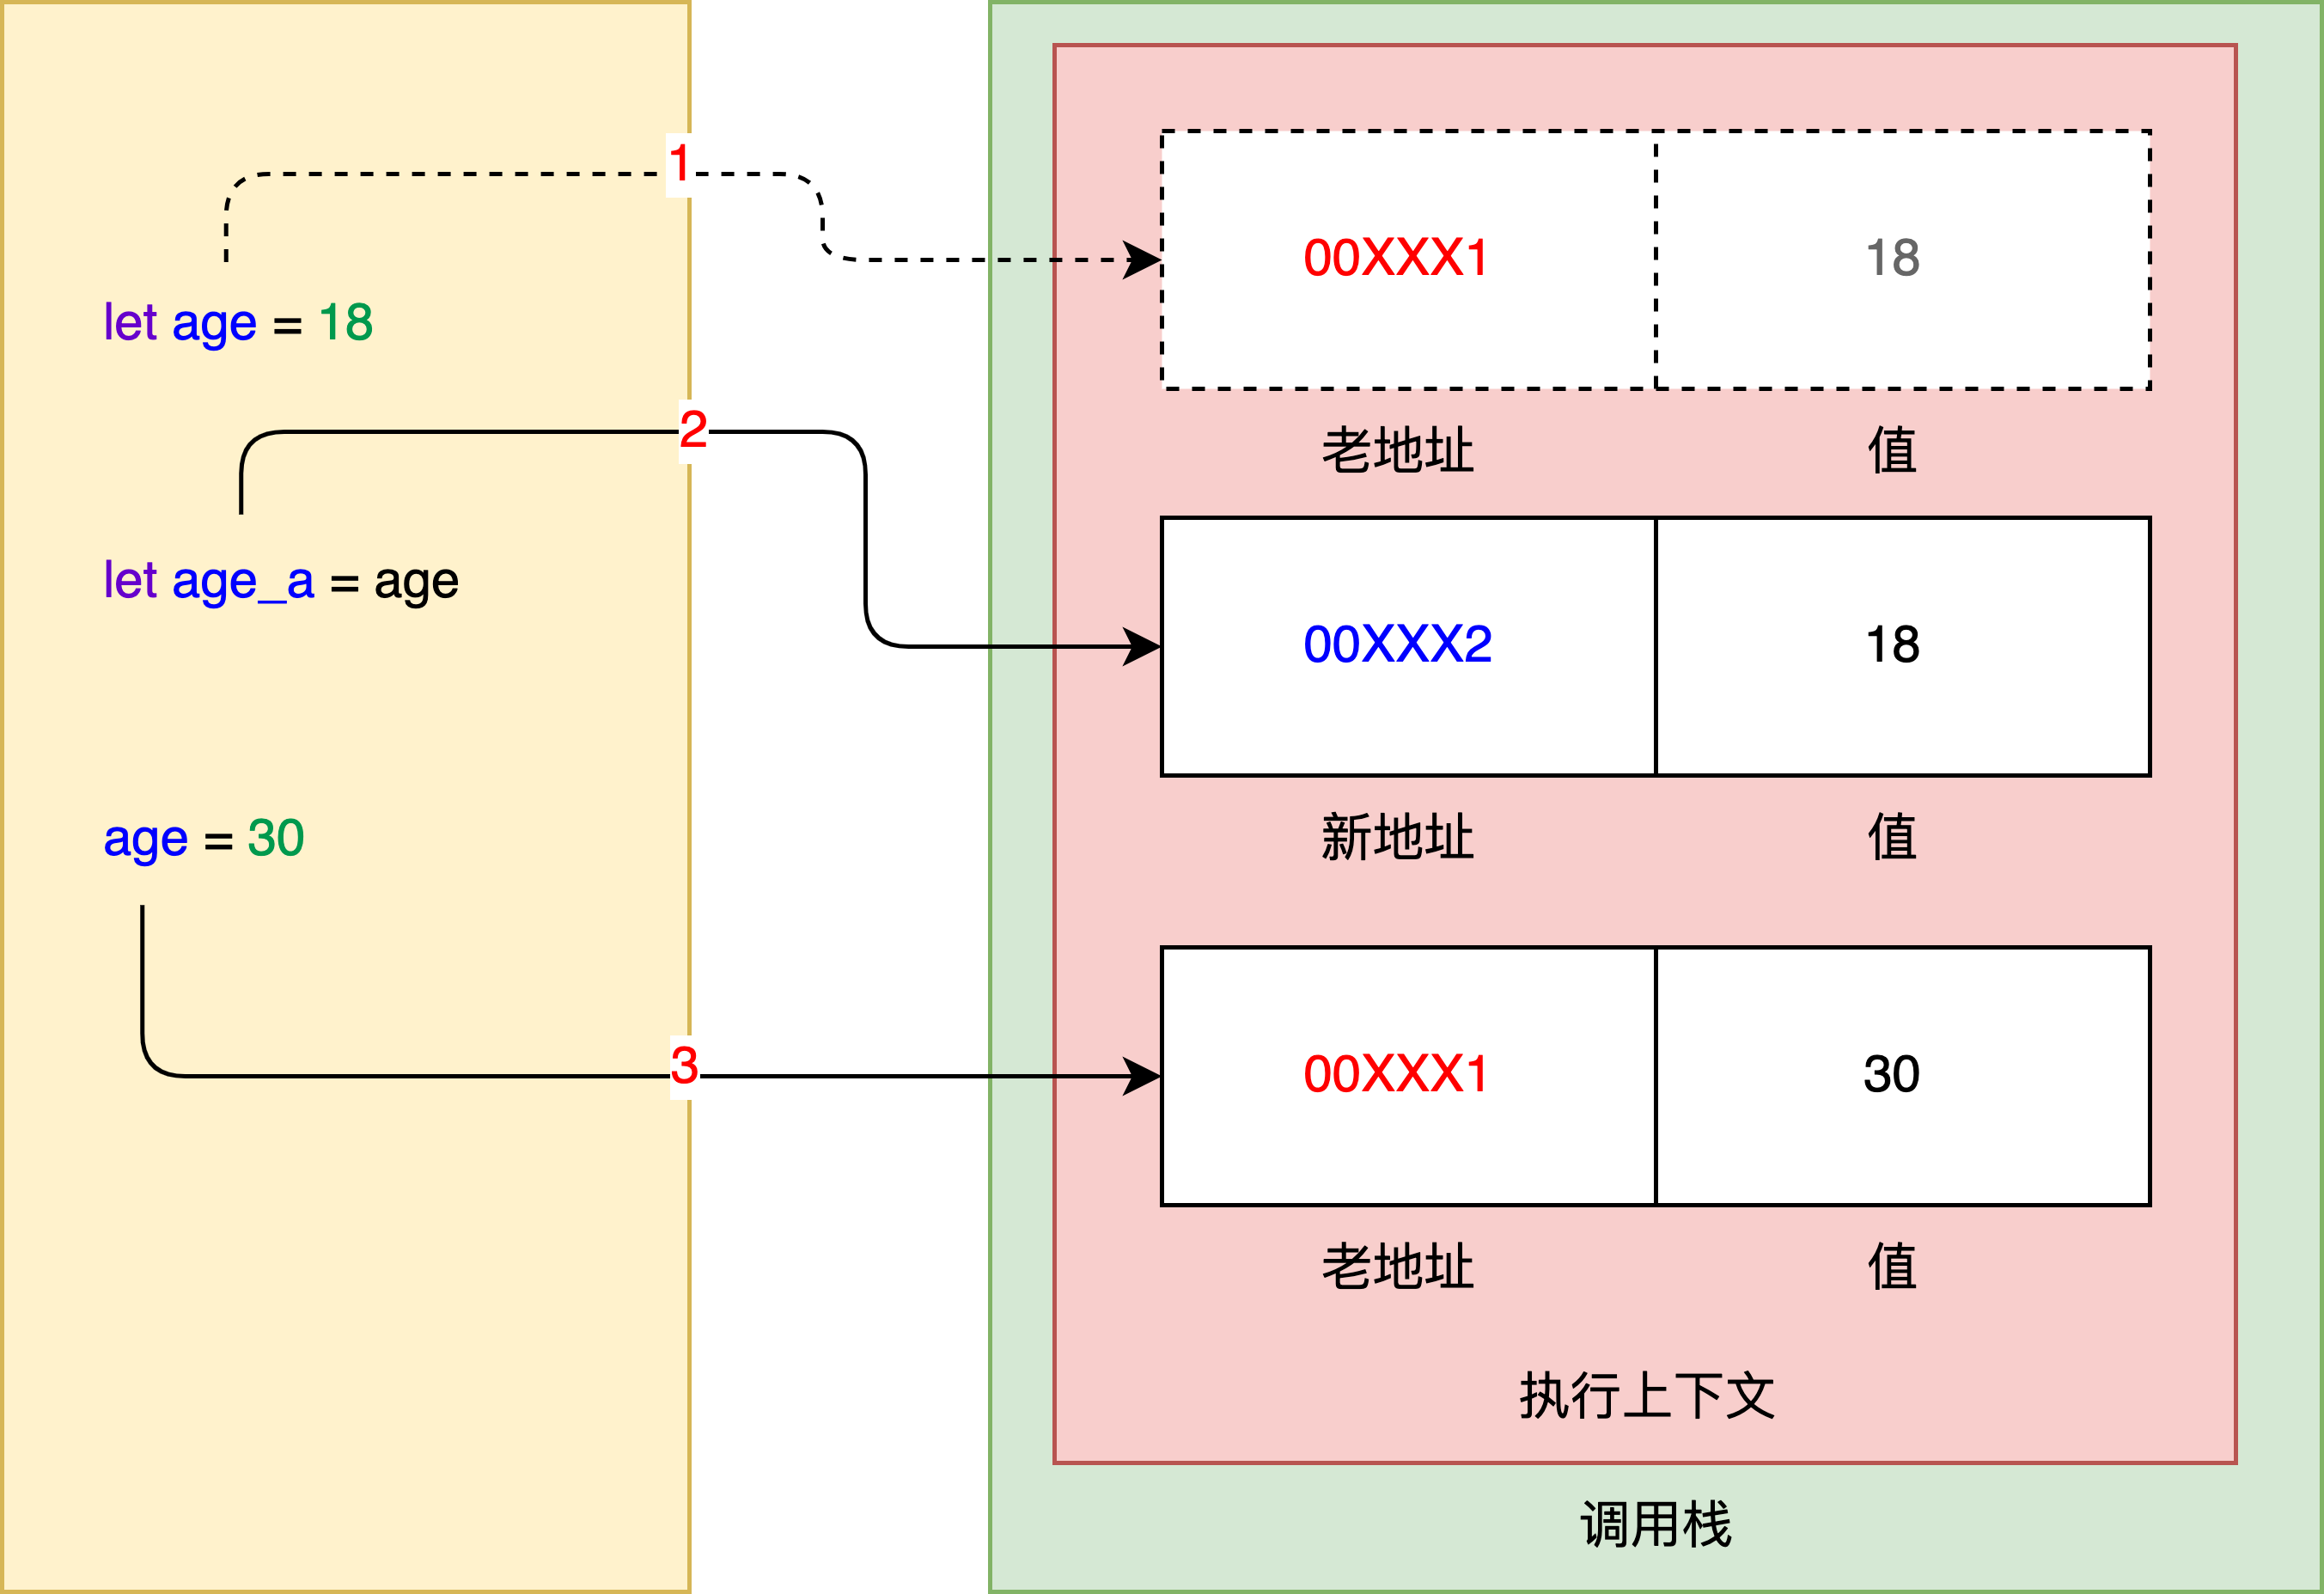 1
00XXX1 18
let age = 18
老地址 值
2
let age_a = age
00XXX2 18
新地址 值
age = 30
3
00XXX1 30
老地址 值
执行上下文
调用栈